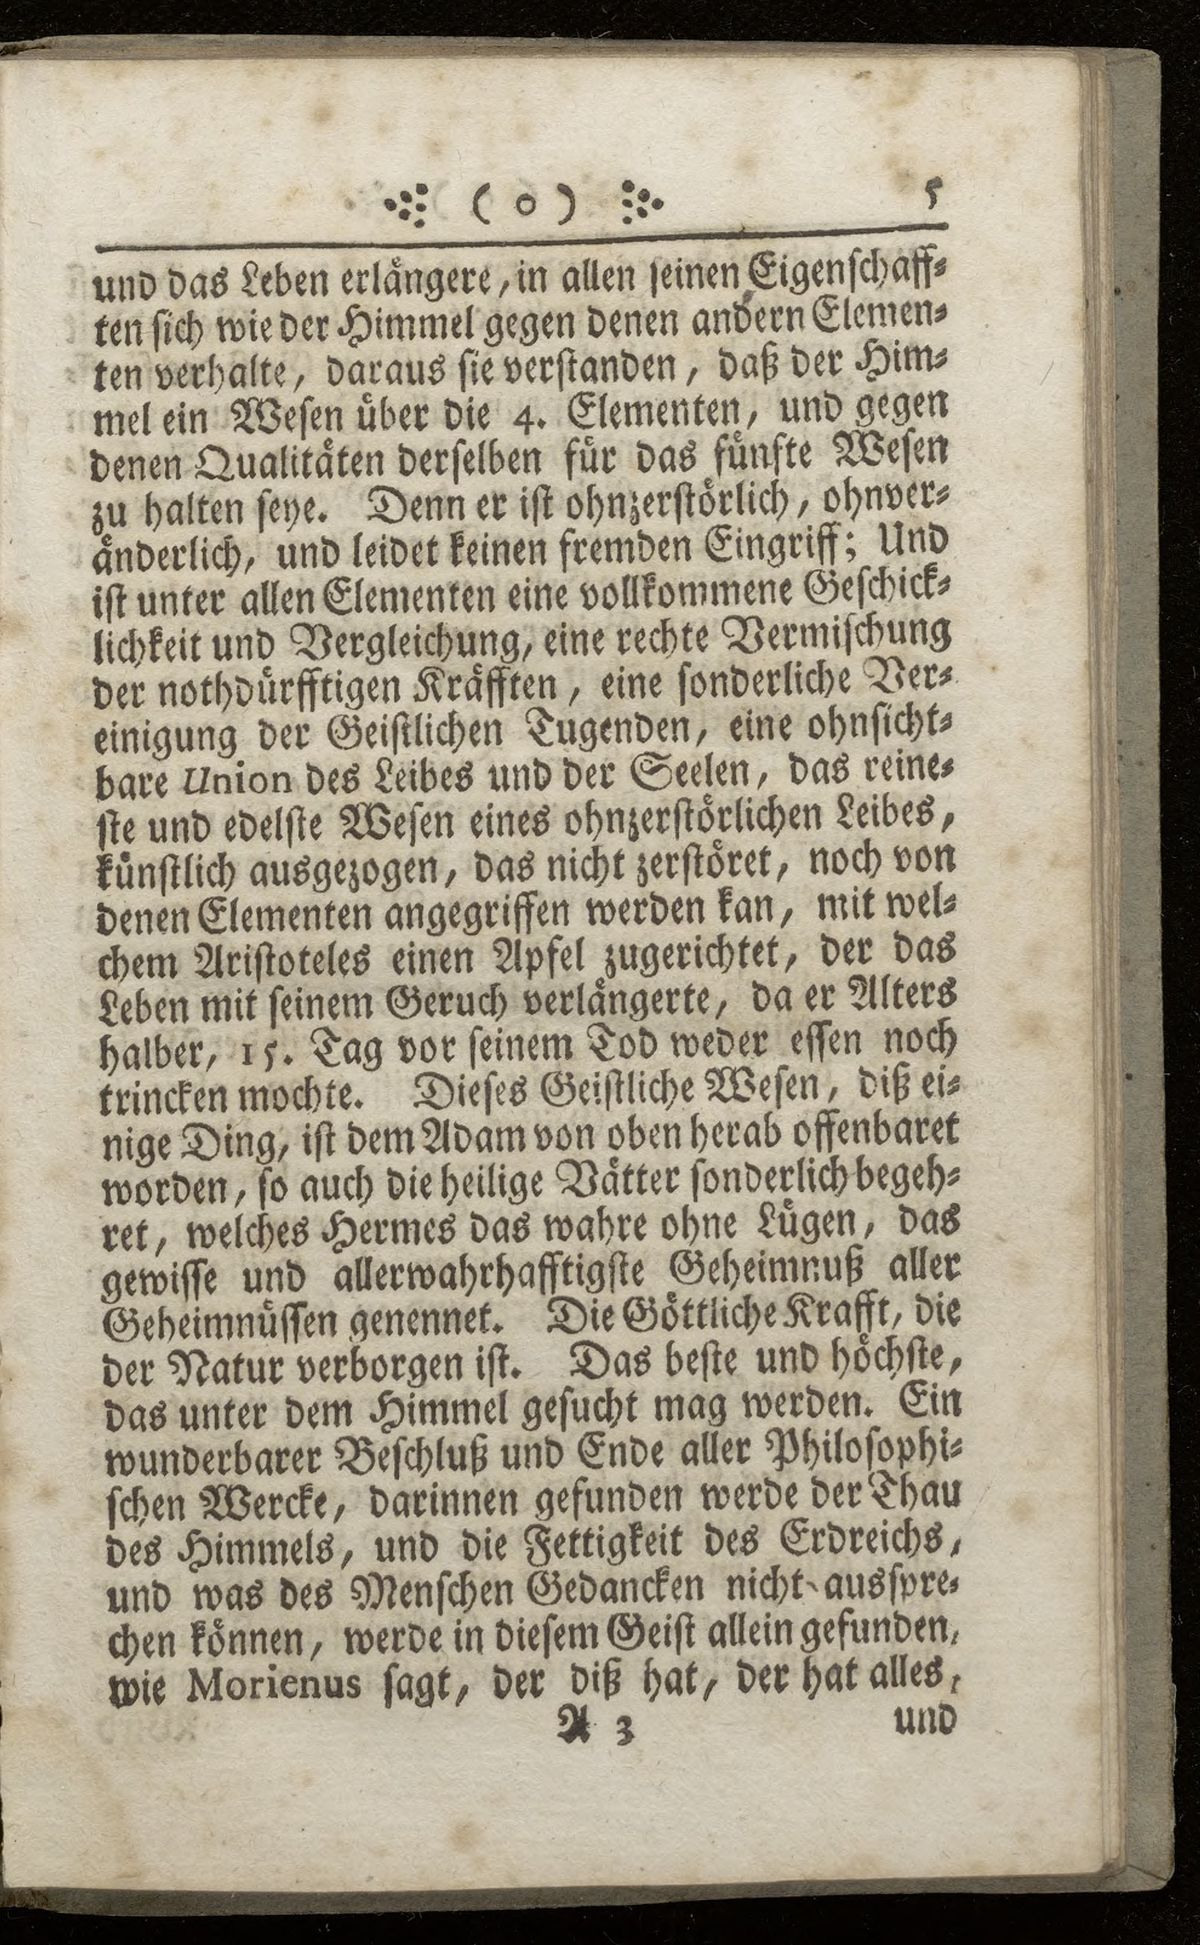 ( o ) 5
und das Leben erlängere, in allen seinen Eigenschaff-
ten sich wie der Himmel gegen denen andern Elemen-
ten verhalte, daraus sie verstanden, daß der Him-
mel ein Wesen über die 4. Elementen, und gegen
denen Qualitäten derselben für das fünfte Wesen
zu halten seye. Denn er ist ohnzerstörlich, ohnver-
änderlich, und leidet keinen fremden Eingriff; Und
ist unter allen Elementen eine vollkommene Geschick-
lichkeit und Vergleichung, eine rechte Vermischung
der nothdürfftigen Kräfften, eine sonderliche Ver-
einigung der Geistlichen Tugenden, eine ohnsicht-
bare Union des Leibes und der Seelen, das reine-
ste und edelste Wesen eines ohnzerstörlichen Leibes,
künstlich ausgezogen, das nicht zerstöret, noch von
denen Elementen angegriffen werden kan, mit wel-
chem Aristoteles einen Apfel zugerichtet, der das
Leben mit seinem Geruch verlängerte, da er Alters
halber, 15. Tag vor seinem Tod weder essen noch
trincken mochte. Dieses Geistliche Wesen, diß ei-
nige Ding, ist dem Adam von oben herab offenbaret
worden, so auch die heilige Vätter sonderlich begeh-
ret, welches Hermes das wahre ohne Lügen, das
gewisse und allerwahrhafftigste Geheimnuß aller
Geheimnüssen genennet. Die Göttliche Krafft, die
der Natur verborgen ist. Das beste und höchste,
das unter dem Himmel gesucht mag werden. Ein
wunderbarer Beschluß und Ende aller Philosophi-
schen Wercke, darinnen gefunden werde der Thau
des Himmels, und die Fettigkeit des Erdreichs,
und was des Menschen Gedancken nicht ausspre-
chen können, werde in diesem Geist allein gefunden,
wie Morienus sagt, der diß hat, der hat alles,
A 3 und